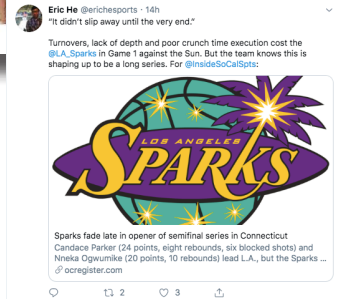 Eric He @erichesports · 14h
"It didn't slip away until the very end."
Turnovers, lack of depth and poor crunch time execution cost the
@LA_Sparks in Game 1 against the Sun. But the team knows this is
shaping up to be a long series. For @InsideSoCalSpts:
LOS ANGELES
SPARKS
Sparks fade late in opener of semifinal series in Connecticut
Candace Parker (24 points, eight rebounds, six blocked shots) and
Nneka Ogwumike (20 points, 10 rebounds) lead L.A., but the Sparks ...
ocregister.com
2
3